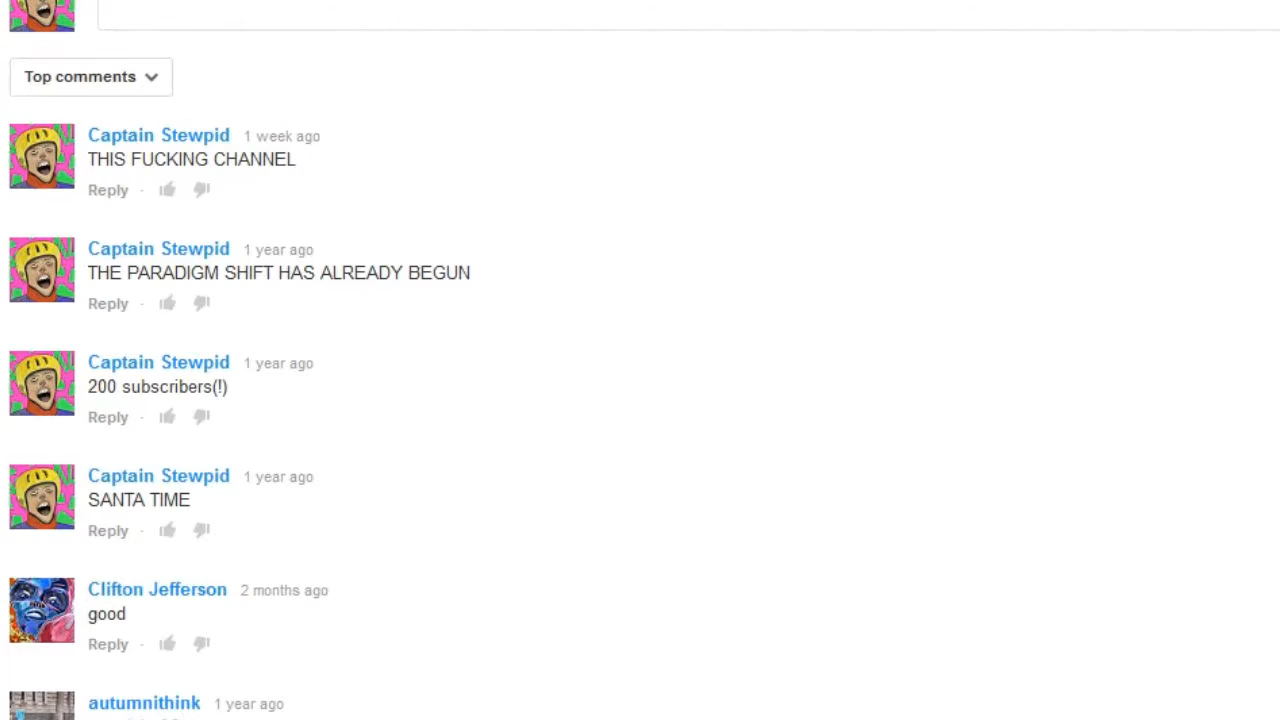 Top comments
Captain Stewpid 1 week ago
THIS FUCKING CHANNEL
Reply ·
Captain Stewpid 1 year ago
THE PARADIGM SHIFT HAS ALREADY BEGUN
Reply ·
Captain Stewpid 1 year ago
200 subscribers(!)
Reply ·
Captain Stewpid 1 year ago
SANTA TIME
Reply ·
Clifton Jefferson 2 months ago
good
Reply ·
autumnithink 1 year ago